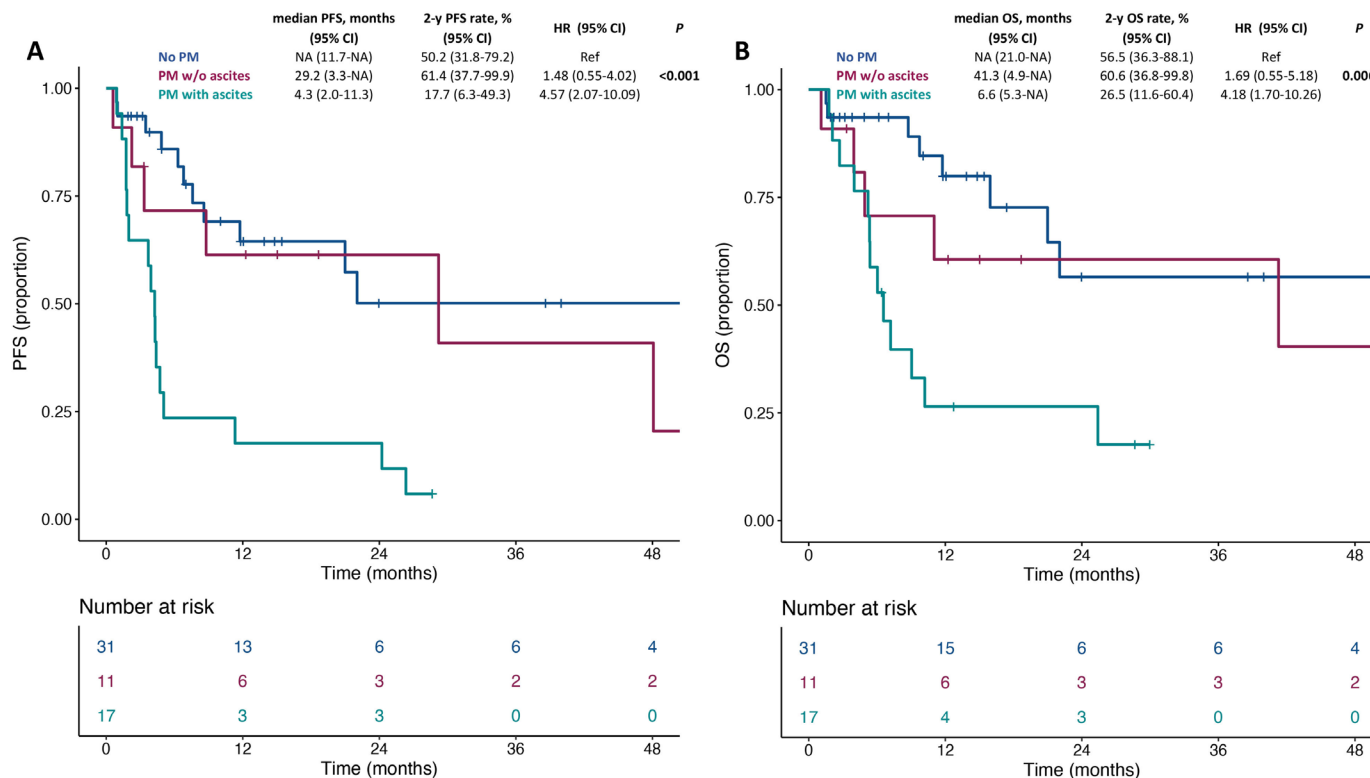 A
median PFS, months (95% CI) 2-y PFS rate, % (95% CI) HR (95% CI) P
No PM NA (11.7-NA) 50.2 (31.8-79.2) Ref
PM w/o ascites 29.2 (3.3-NA) 61.4 (37.7-99.9) 1.48 (0.55-4.02) <0.001
PM with ascites 4.3 (2.0-11.3) 17.7 (6.3-49.3) 4.57 (2.07-10.09)
1.00
0.75
0.50
0.25
0.00
PFS (proportion)
0 12 24 36 48
Time (months)
Number at risk
31 13 6 6 4
11 6 3 2 2
17 3 3 0 0
0 12 24 36 48
Time (months)
B
median OS, months (95% CI) 2-y OS rate, % (95% CI) HR (95% CI) P
No PM NA (21.0-NA) 56.5 (36.3-88.1) Ref
PM w/o ascites 41.3 (4.9-NA) 60.6 (36.8-99.8) 1.69 (0.55-5.18)
PM with ascites 6.6 (5.3-NA) 26.5 (11.6-60.4) 4.18 (1.70-10.26)
1.00
0.75
0.50
0.25
0.00
OS (proportion)
0 12 24 36 48
Time (months)
Number at risk
31 15 6 6 4
11 6 3 3 2
17 4 3 0 0
0 12 24 36 48
Time (months)